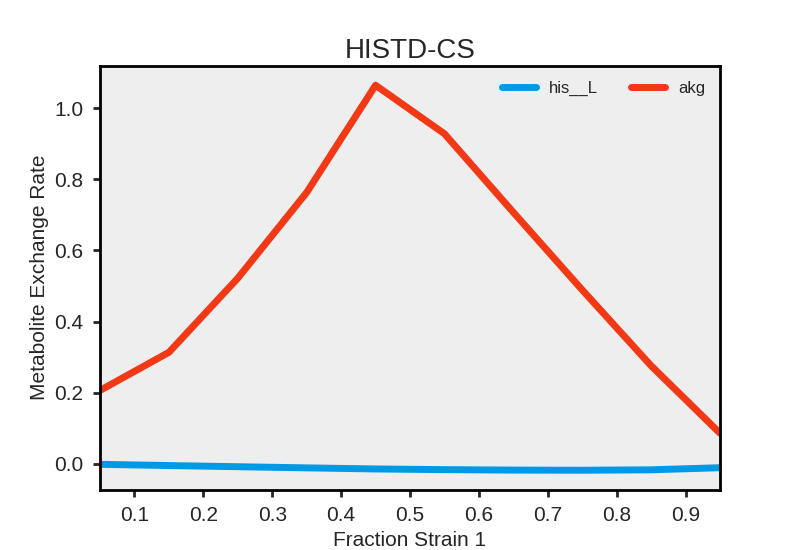 HISTD-CS
his__L akg
1.0
0.8
0.6
0.4
0.2
0.0
Metabolite Exchange Rate
0.1 0.2 0.3 0.4 0.5 0.6 0.7 0.8 0.9
Fraction Strain 1